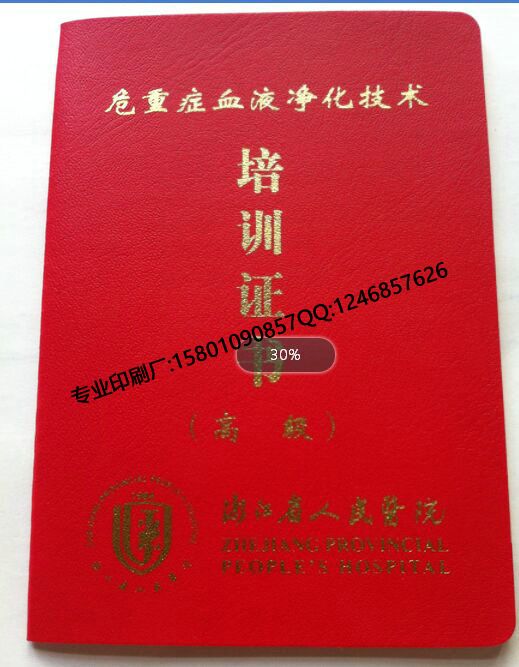 危重症血液净化技术
培
训
证
书
专业印刷厂:15801090857QQ:1246857626
30%
(高 级)
浙江省人民医院
ZHEJIANG PROVINCIAL
PEOPLE'S HOSPITAL